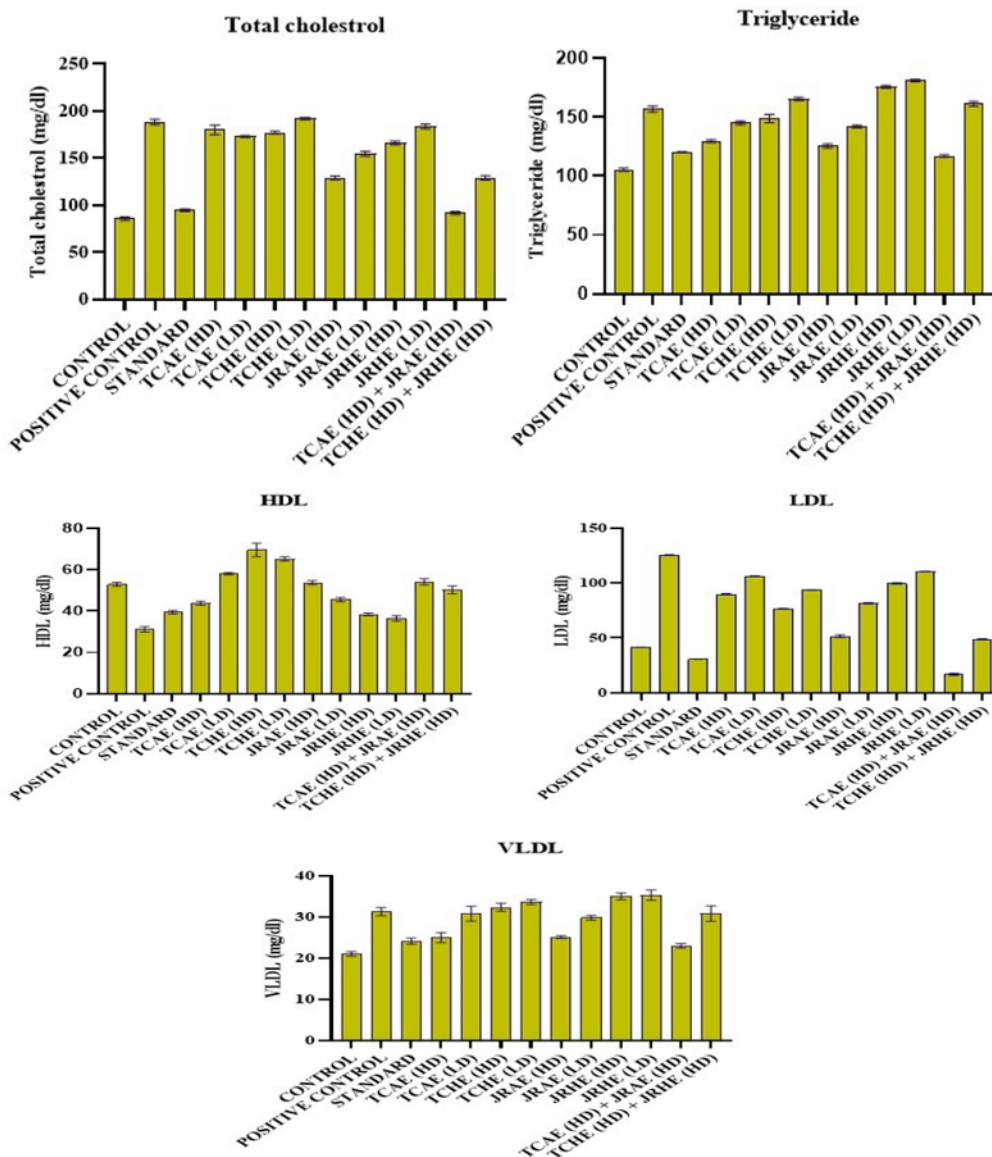 Total cholestrol
Total cholestrol (mg/dl)
250
200
150
100
50
0
CONTROL
POSITIVE CONTROL
STANDARD
TCAE (HD)
TCAE (LD)
TCHE (HD)
TCHE (LD)
JRAE (HD)
JRAE (LD)
JRHE (HD)
JRHE (LD)
TCAE (HD) + JRAE (HD)
TCHE (HD) + JRHE (HD)
Triglyceride
Triglyceride (mg/dl)
200
150
100
50
0
CONTROL
POSITIVE CONTROL
STANDARD
TCAE (HD)
TCAE (LD)
TCHE (HD)
TCHE (LD)
JRAE (HD)
JRAE (LD)
JRHE (HD)
JRHE (LD)
TCAE (HD) + JRAE (HD)
TCHE (HD) + JRHE (HD)
HDL
HDL (mg/dl)
80
60
40
20
0
CONTROL
POSITIVE CONTROL
STANDARD
TCAE (HD)
TCAE (LD)
TCHE (HD)
TCHE (LD)
JRAE (HD)
JRAE (LD)
JRHE (HD)
JRHE (LD)
TCAE (HD) + JRAE (HD)
TCHE (HD) + JRHE (HD)
LDL
LDL (mg/dl)
150
100
50
0
CONTROL
POSITIVE CONTROL
STANDARD
TCAE (HD)
TCAE (LD)
TCHE (HD)
TCHE (LD)
JRAE (HD)
JRAE (LD)
JRHE (HD)
JRHE (LD)
TCAE (HD) + JRAE (HD)
TCHE (HD) + JRHE (HD)
VLDL
VLDL (mg/dl)
40
30
20
10
0
CONTROL
POSITIVE CONTROL
STANDARD
TCAE (HD)
TCAE (LD)
TCHE (HD)
TCHE (LD)
JRAE (HD)
JRAE (LD)
JRHE (HD)
JRHE (LD)
TCAE (HD) + JRAE (HD)
TCHE (HD) + JRHE (HD)